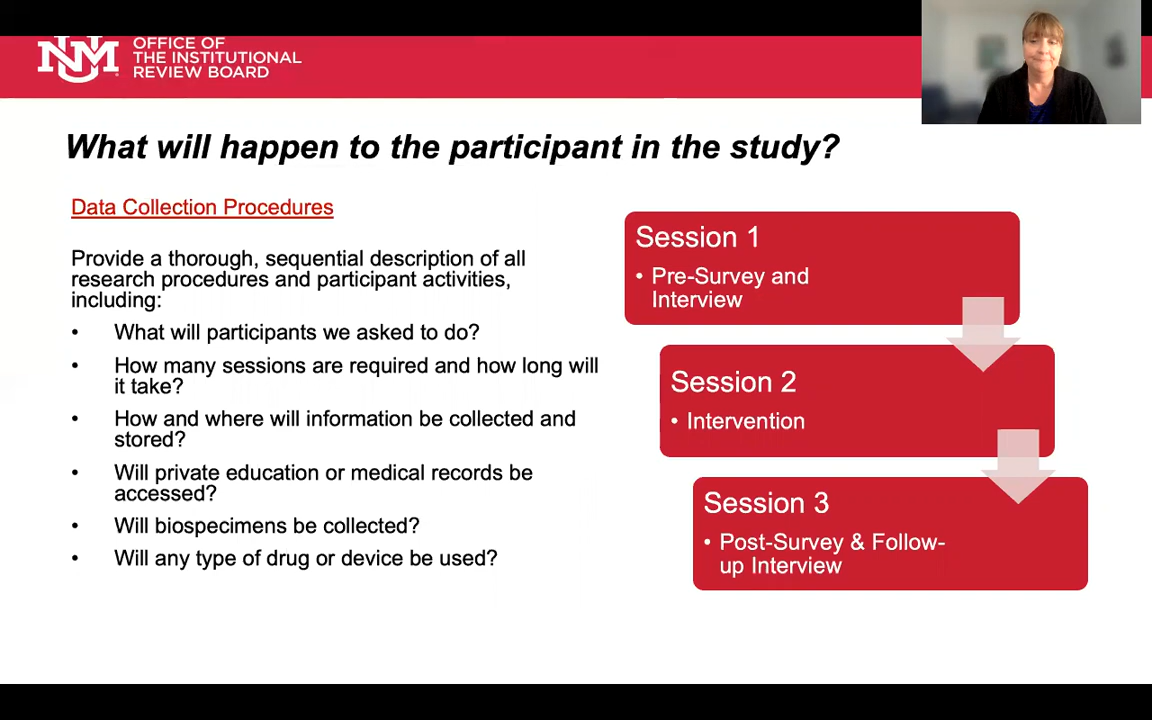 UNM
OFFICE OF
THE INSTITUTIONAL
REVIEW BOARD
What will happen to the participant in the study?
Data Collection Procedures
Provide a thorough, sequential description of all
research procedures and participant activities,
including:
• What will participants we asked to do?
• How many sessions are required and how long will
it take?
• How and where will information be collected and
stored?
• Will private education or medical records be
accessed?
• Will biospecimens be collected?
• Will any type of drug or device be used?
Session 1
• Pre-Survey and
Interview
Session 2
• Intervention
Session 3
• Post-Survey & Follow-
up Interview